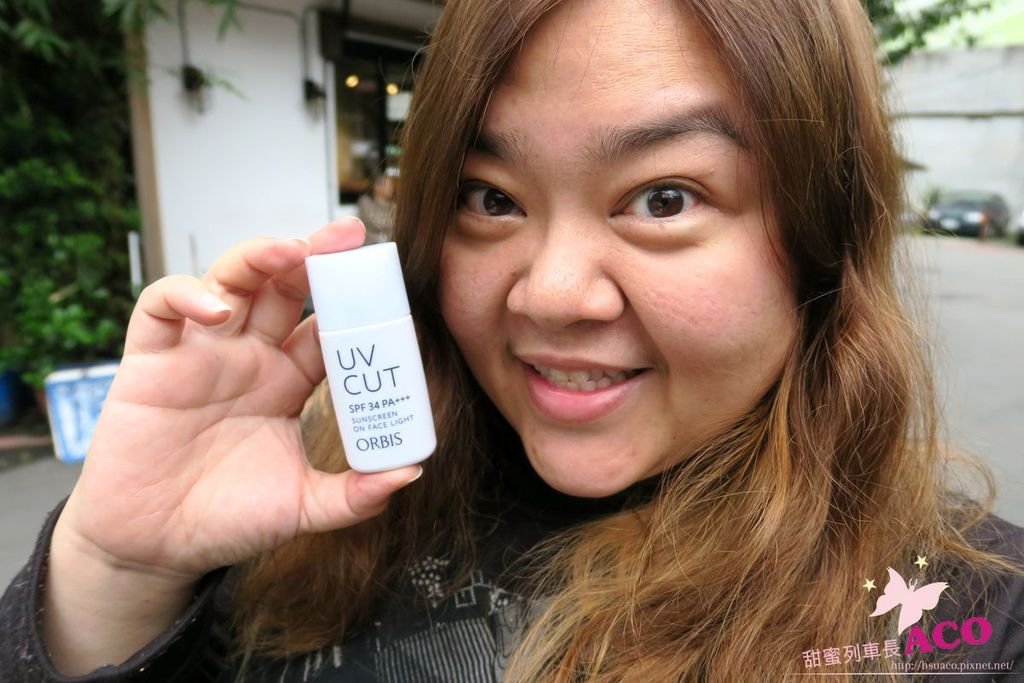 UV
CUT
SPF 34 PA+++
SUNSCREEN
ON FACE LIGHT
ORBIS
甜蜜列車長 ACO
http://hsuaco.pixnet.net/